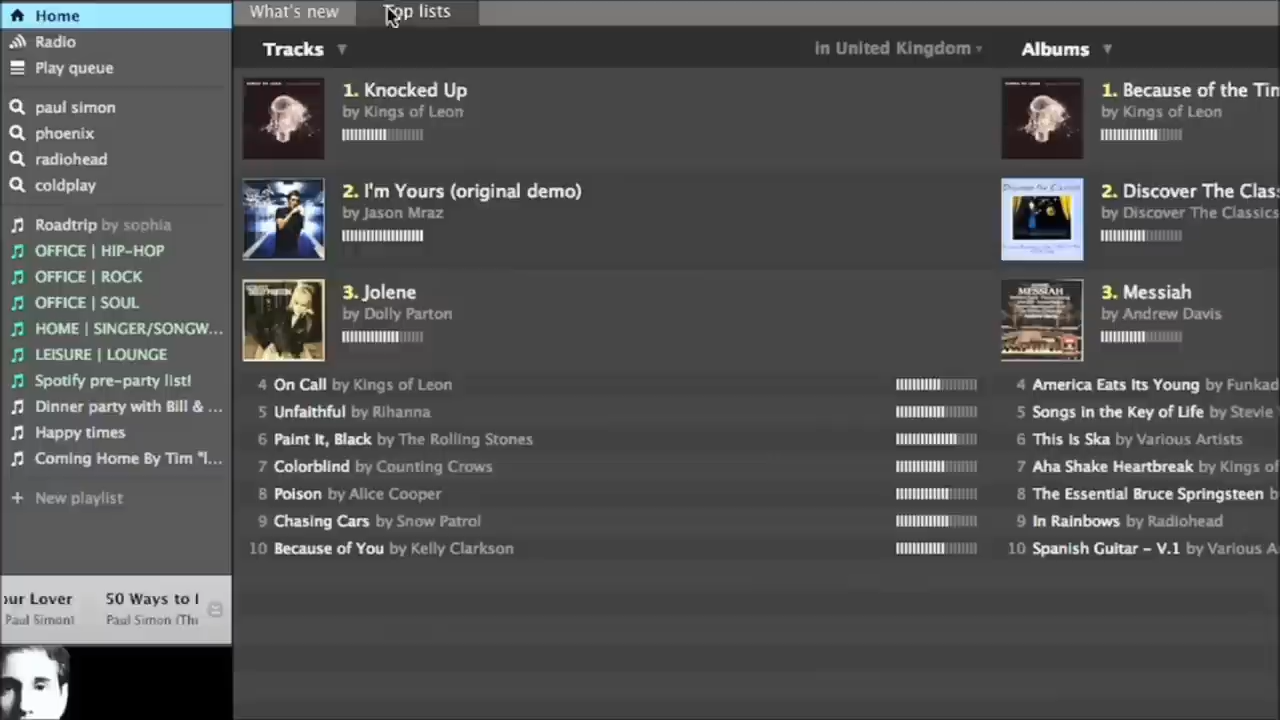 Home
Radio
Play queue
paul simon
phoenix
radiohead
coldplay
Roadtrip by sophia
OFFICE | HIP-HOP
OFFICE | ROCK
OFFICE | SOUL
HOME | SINGER/SONGW...
LEISURE | LOUNGE
Spotify pre-party list!
Dinner party with Bill & ...
Happy times
Coming Home By Tim "I...
+ New playlist
our Lover 50 Ways to l
Paul Simon) Paul Simon (Thi
What's new Top lists
Tracks in United Kingdom
1. Knocked Up
by Kings of Leon
2. I'm Yours (original demo)
by Jason Mraz
3. Jolene
by Dolly Parton
4 On Call by Kings of Leon
5 Unfaithful by Rihanna
6 Paint It, Black by The Rolling Stones
7 Colorblind by Counting Crows
8 Poison by Alice Cooper
9 Chasing Cars by Snow Patrol
10 Because of You by Kelly Clarkson
Albums
1. Because of the Tin
by Kings of Leon
2. Discover The Clas
by Discover The Classics
3. Messiah
by Andrew Davis
4 America Eats Its Young by Funkad
5 Songs in the Key of Life by Stevie
6 This Is Ska by Various Artists
7 Aha Shake Heartbreak by Kings o
8 The Essential Bruce Springsteen b
9 In Rainbows by Radiohead
10 Spanish Guitar – V.1 by Various A
MESSIAH